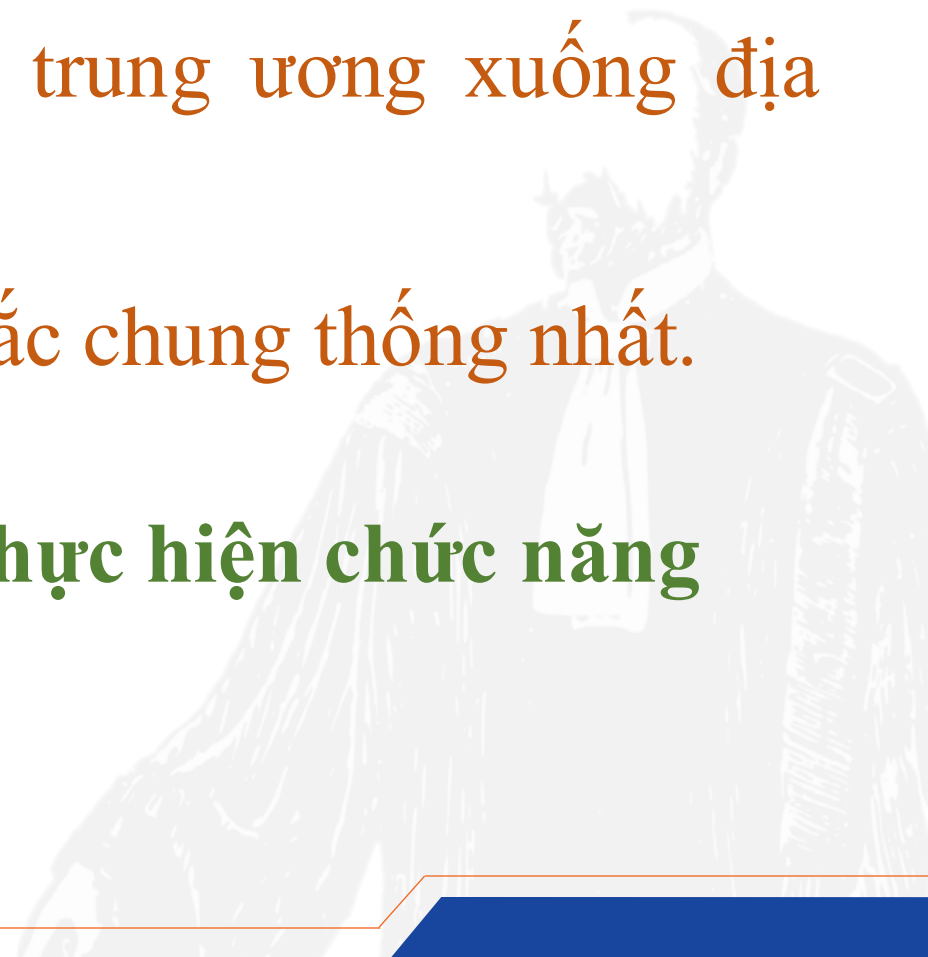 trung ương xuống địa
ắc chung thống nhất.
hực hiện chức năng